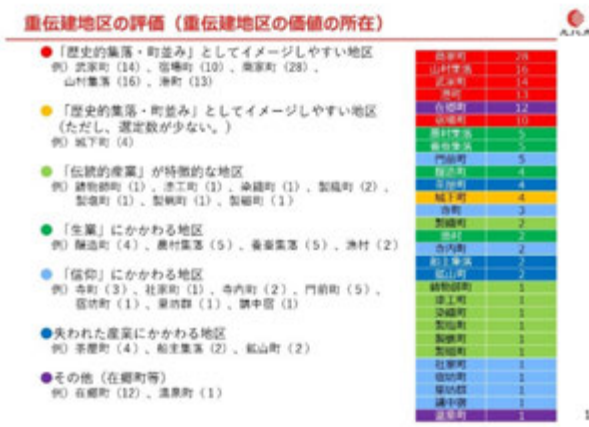 重伝建地区の評価（重伝建地区の価値の所在）
●「歴史的集落・町並み」としてイメージしやすい地区
例）武家町（14）、宿場町（10）、商家町（28）、
山村集落（16）、港町（13）
●「歴史的集落・町並み」としてイメージしやすい地区
（ただし、選定数が少ない。）
例）城下町（4）
●「伝統的産業」が特徴的な地区
例）鋳物師町（1）、漆工町（1）、染織町（1）、製織町（2）、
製塩町（1）、製蝋町（1）、製磁町（1）
●「生業」にかかわる地区
例）醸造町（4）、農村集落（5）、養蚕集落（5）、漁村（2）
●「信仰」にかかわる地区
例）寺町（3）、社家町（1）、寺内町（2）、門前町（5）、
宿坊町（1）、里坊群（1）、講中宿（1）
●失われた産業にかかわる地区
例）茶屋町（4）、船主集落（2）、鉱山町（2）
●その他（在郷町等）
例）在郷町（12）、温泉町（1）
商家町 28
山村集落 16
武家町 14
港町 13
在郷町 12
宿場町 10
農村集落 5
養蚕集落 5
門前町 5
醸造町 4
茶屋町 4
城下町 4
寺町 3
製織町 2
漁村 2
寺内町 2
船主集落 2
鉱山町 2
鋳物師町 1
漆工町 1
染織町 1
製塩町 1
製蝋町 1
製磁町 1
社家町 1
宿坊町 1
里坊群 1
講中宿 1
温泉町 1